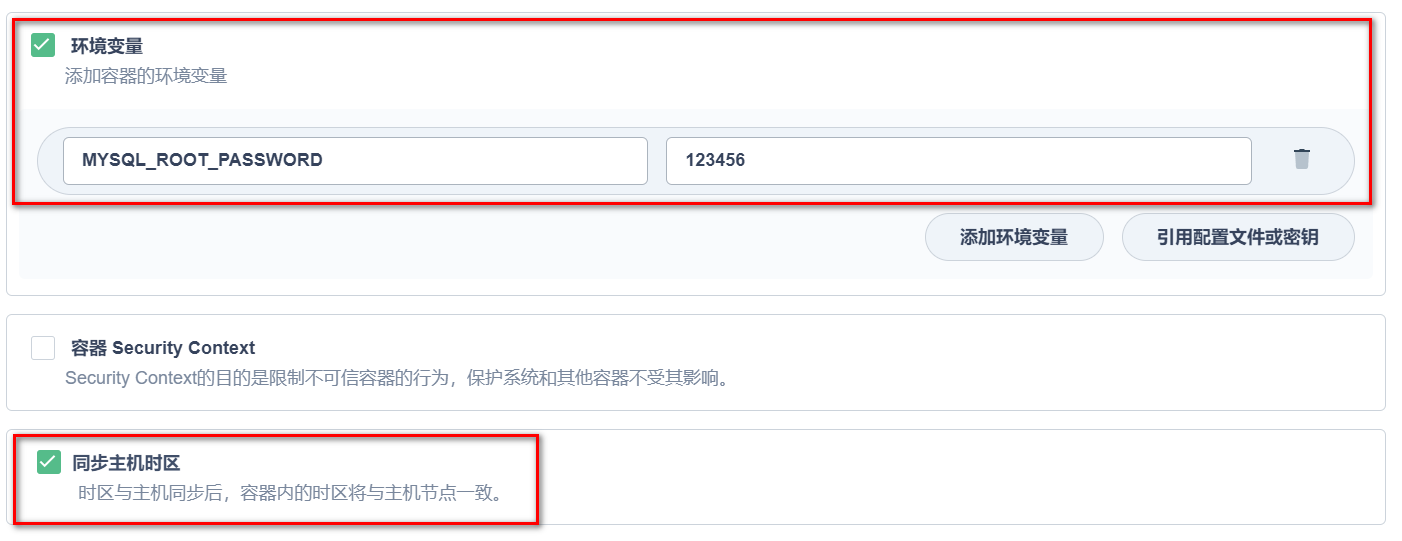 环境变量
添加容器的环境变量
MYSQL_ROOT_PASSWORD 123456
添加环境变量 引用配置文件或密钥
容器 Security Context
Security Context的目的是限制不可信容器的行为，保护系统和其他容器不受其影响。
同步主机时区
时区与主机同步后，容器内的时区将与主机节点一致。